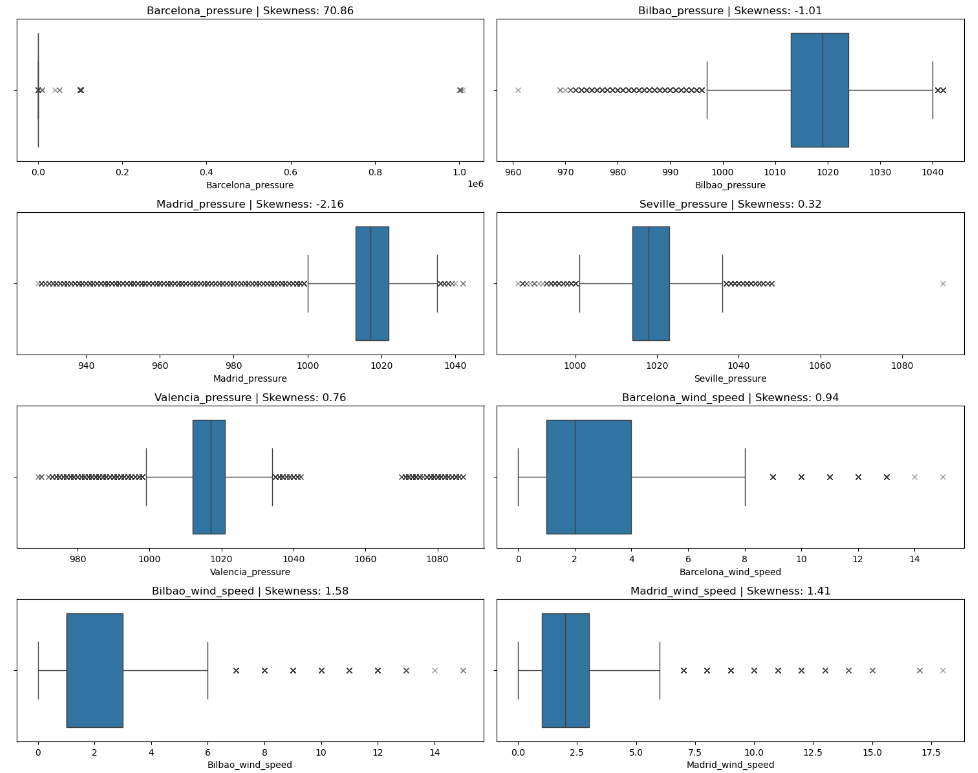 Barcelona_pressure | Skewness: 70.86
0.0 0.2 0.4 0.6 0.8 1.0
1e6
Barcelona_pressure
Bilbao_pressure | Skewness: -1.01
960 970 980 990 1000 1010 1020 1030 1040
Bilbao_pressure
Madrid_pressure | Skewness: -2.16
940 960 980 1000 1020 1040
Madrid_pressure
Seville_pressure | Skewness: 0.32
1000 1020 1040 1060 1080
Seville_pressure
Valencia_pressure | Skewness: 0.76
980 1000 1020 1040 1060 1080
Valencia_pressure
Barcelona_wind_speed | Skewness: 0.94
0 2 4 6 8 10 12 14
Barcelona_wind_speed
Bilbao_wind_speed | Skewness: 1.58
0 2 4 6 8 10 12 14
Bilbao_wind_speed
Madrid_wind_speed | Skewness: 1.41
0.0 2.5 5.0 7.5 10.0 12.5 15.0 17.5
Madrid_wind_speed